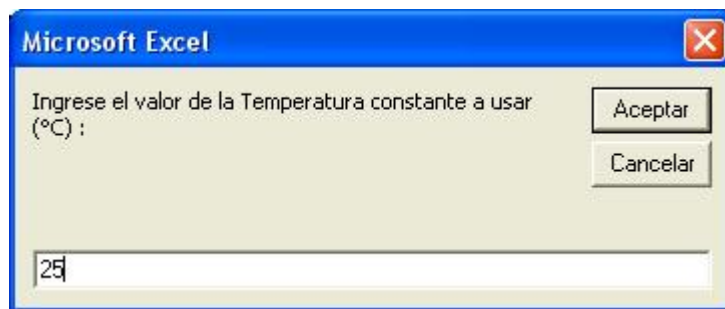 Microsoft Excel
Ingrese el valor de la Temperatura constante a usar
(°C) :
Aceptar
Cancelar
25